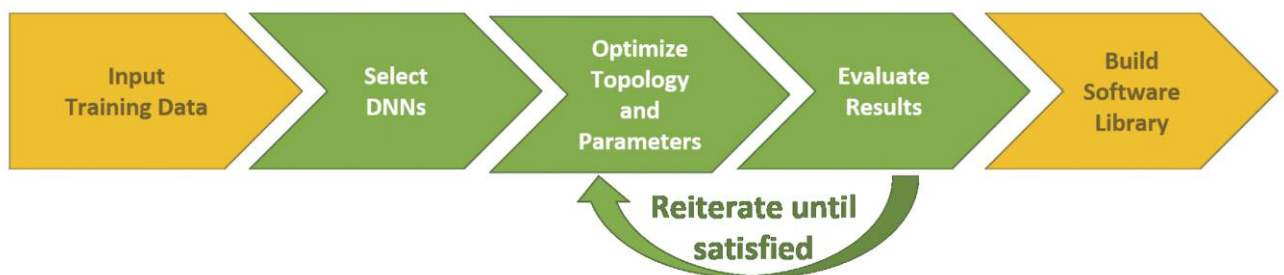 Input
Training Data
Select
DNNs
Optimize
Topology
and
Parameters
Evaluate
Results
Build
Software
Library
Reiterate until
satisfied